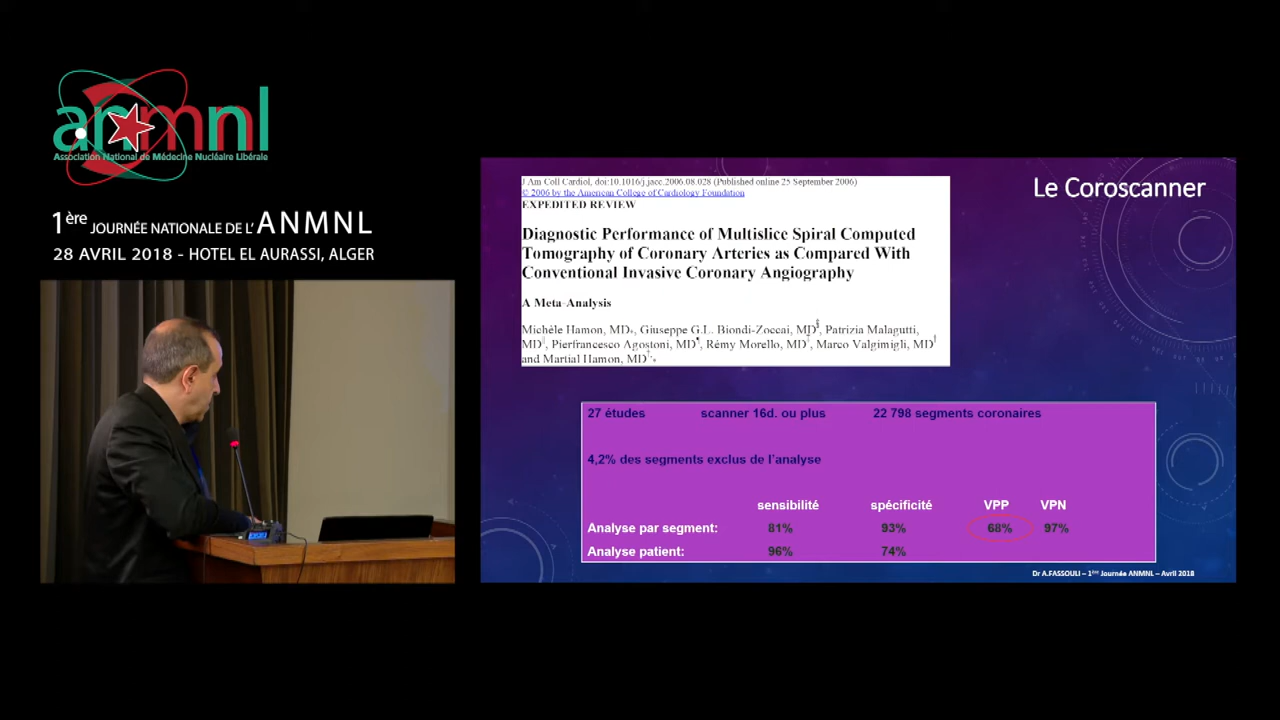 anmnl
Association National de Médecine Nucléaire Libérale
1ère JOURNÉE NATIONALE DE L' ANMNL
28 AVRIL 2018 - HOTEL EL AURASSI, ALGER
Le Coroscanner
J Am Coll Cardiol, doi:10.1016/j.jacc.2006.08.028 (Published online 25 September 2006)
© 2006 by the American College of Cardiology Foundation
EXPEDITED REVIEW
Diagnostic Performance of Multislice Spiral Computed
Tomography of Coronary Arteries as Compared With
Conventional Invasive Coronary Angiography
A Meta-Analysis
Michèle Hamon, MD*, Giuseppe G.L. Biondi-Zoccai, MD‡, Patrizia Malagutti,
MD||, Pierfrancesco Agostoni, MD¶, Rémy Morello, MD†, Marco Valgimigli, MD||
and Martial Hamon, MD†,*
27 études scanner 16d. ou plus 22 798 segments coronaires
4,2% des segments exclus de l'analyse
sensibilité spécificité VPP VPN
Analyse par segment: 81% 93% 68% 97%
Analyse patient: 96% 74%
Dr A.FASSOULI – 1ère Journée ANMNL – Avril 2018